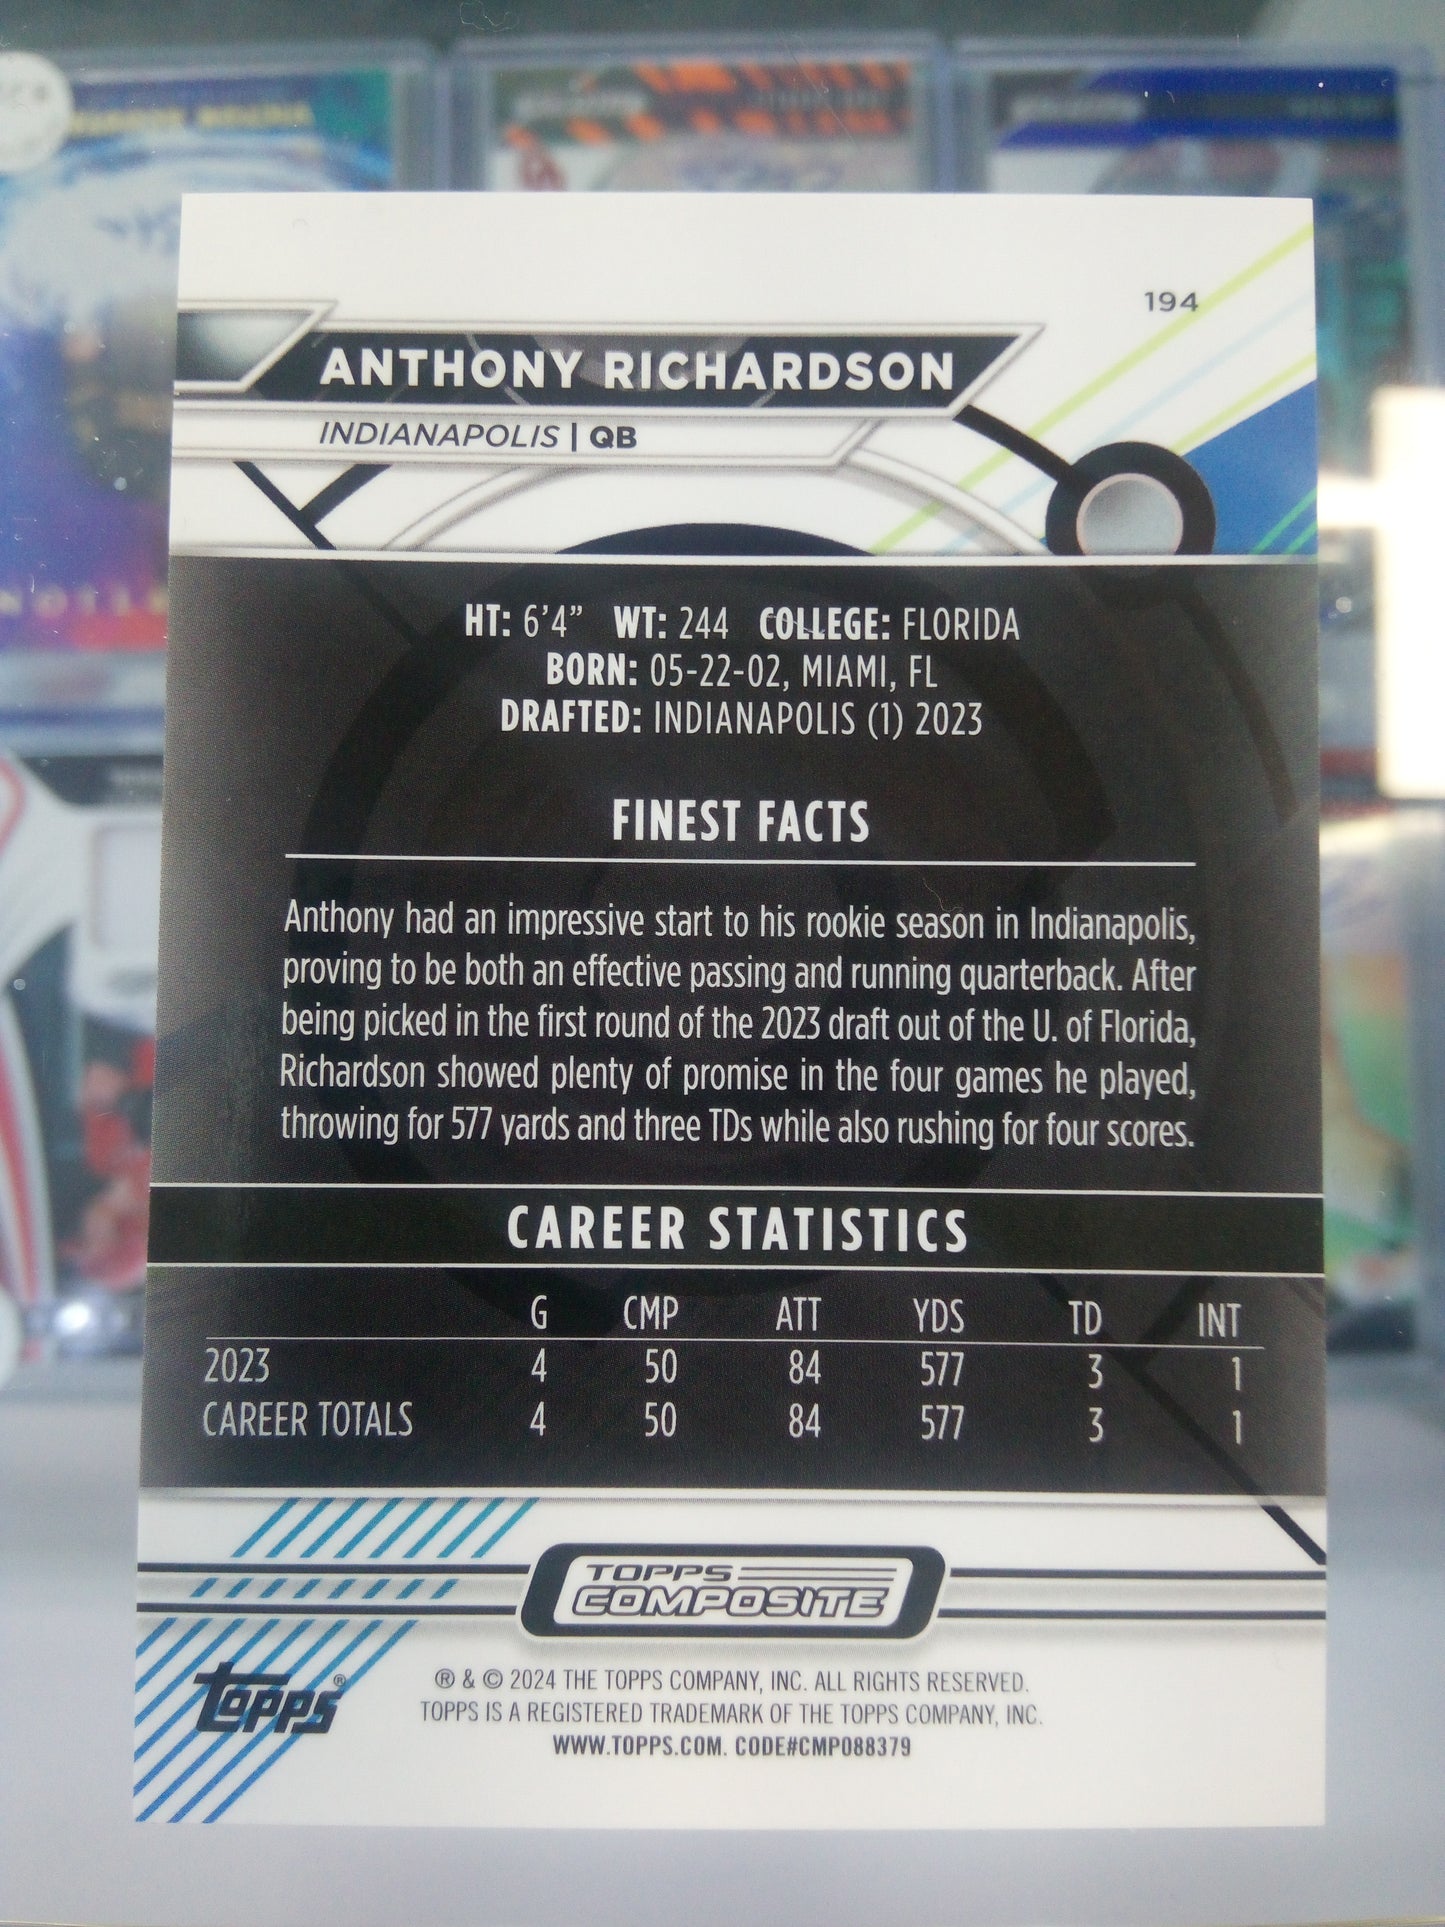 194
ANTHONY RICHARDSON
INDIANAPOLIS | QB
HT: 6'4" WT: 244 COLLEGE: FLORIDA
BORN: 05-22-02, MIAMI, FL
DRAFTED: INDIANAPOLIS (1) 2023
FINEST FACTS
Anthony had an impressive start to his rookie season in Indianapolis,
proving to be both an effective passing and running quarterback. After
being picked in the first round of the 2023 draft out of the U. of Florida,
Richardson showed plenty of promise in the four games he played,
throwing for 577 yards and three TDs while also rushing for four scores.
CAREER STATISTICS
G CMP ATT YDS TD INT
2023 4 50 84 577 3 1
CAREER TOTALS 4 50 84 577 3 1
TOPPS
COMPOSITE
topps®
® & © 2024 THE TOPPS COMPANY, INC. ALL RIGHTS RESERVED.
TOPPS IS A REGISTERED TRADEMARK OF THE TOPPS COMPANY, INC.
WWW.TOPPS.COM. CODE#CMP088379